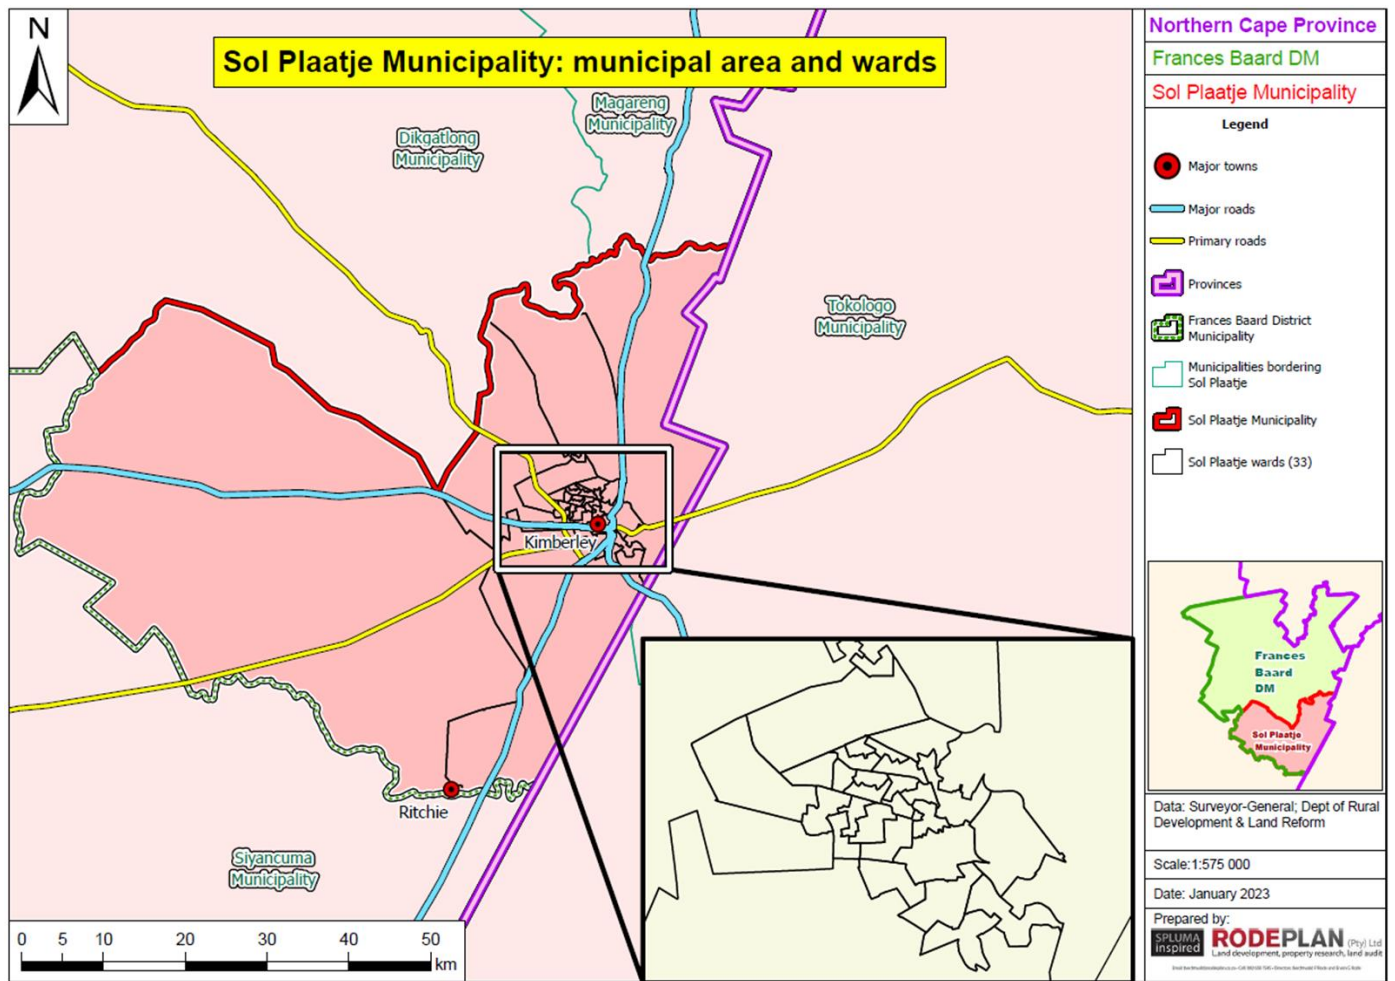 N
Sol Plaatje Municipality: municipal area and wards
Magareng
Municipality
Dikgatlong
Municipality
Tokologo
Municipality
Kimberley
Ritchie
Siyancuma
Municipality
0 5 10 20 30 40 50
km
Northern Cape Province
Frances Baard DM
Sol Plaatje Municipality
Legend
Major towns
Major roads
Primary roads
Provinces
Frances Baard District
Municipality
Municipalities bordering
Sol Plaatje
Sol Plaatje Municipality
Sol Plaatje wards (33)
Frances
Baard
DM
Sol Plaatje
Municipality
Data: Surveyor-General; Dept of Rural
Development & Land Reform
Scale:1:575 000
Date: January 2023
Prepared by:
SPLUMA
inspired
RODEPLAN (Pty) Ltd
Land development, property research, land audit